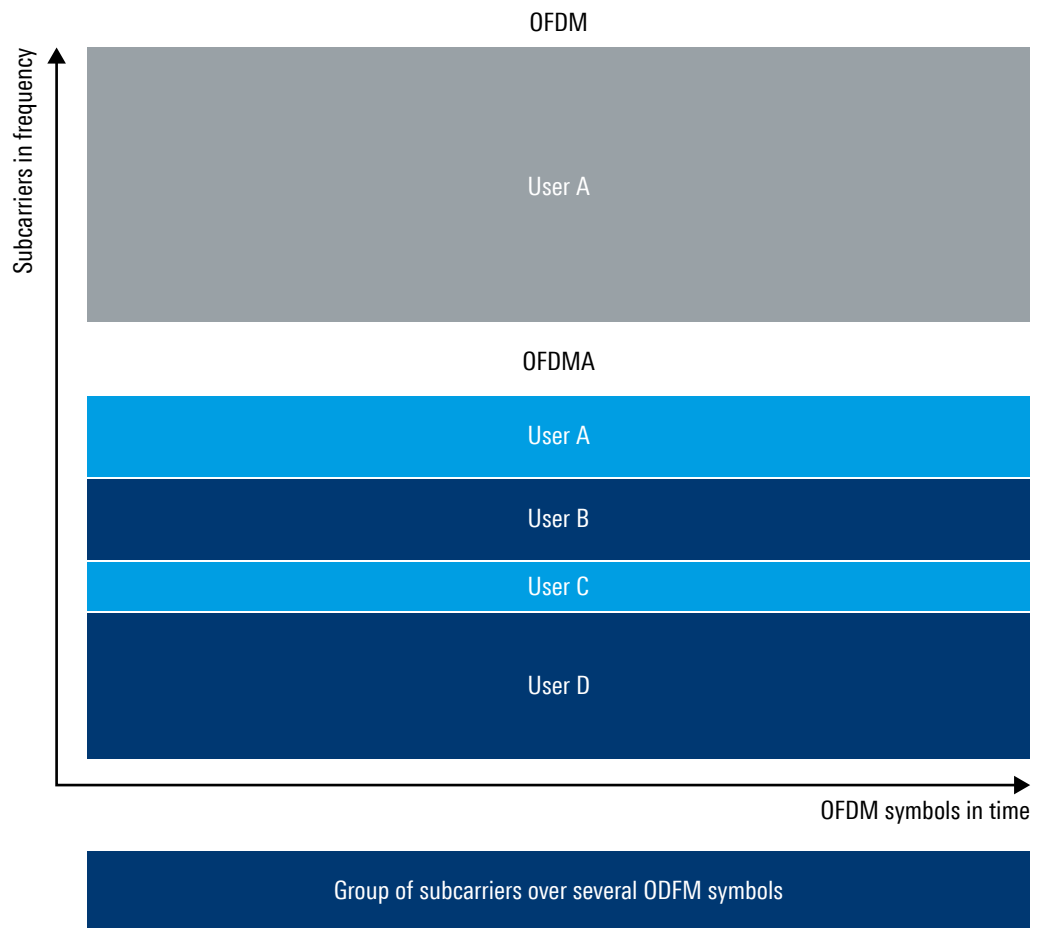 OFDM
Subcarriers in frequency
User A
OFDMA
User A
User B
User C
User D
OFDM symbols in time
Group of subcarriers over several ODFM symbols